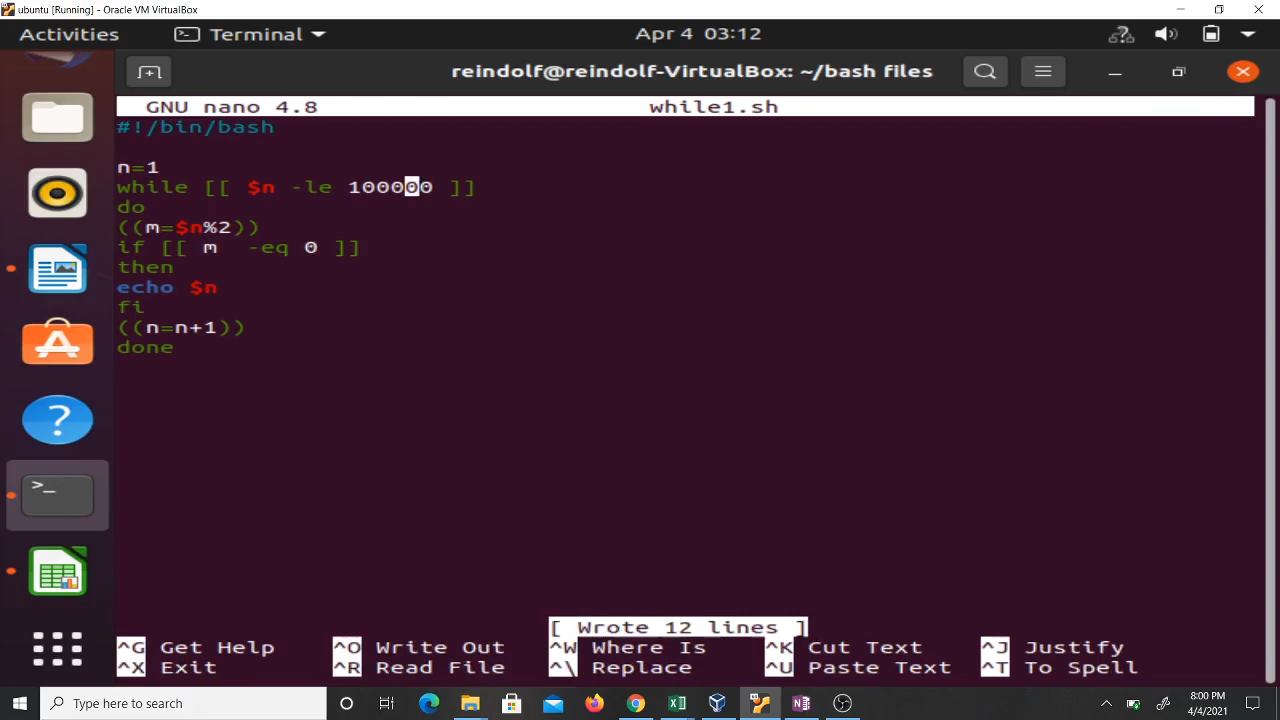 ubuntu [Running] - Oracle VM VirtualBox
Activities Terminal Apr 4 03:12
reindolf@reindolf-VirtualBox: ~/bash files
GNU nano 4.8 while1.sh
#!/bin/bash
n=1
while [[ $n -le 100000 ]]
do
((m=$n%2))
if [[ m -eq 0 ]]
then
echo $n
fi
((n=n+1))
done
[ Wrote 12 lines ]
^G Get Help ^O Write Out ^W Where Is ^K Cut Text ^J Justify
^X Exit ^R Read File ^\ Replace ^U Paste Text ^T To Spell
Type here to search
8:00 PM
4/4/2021